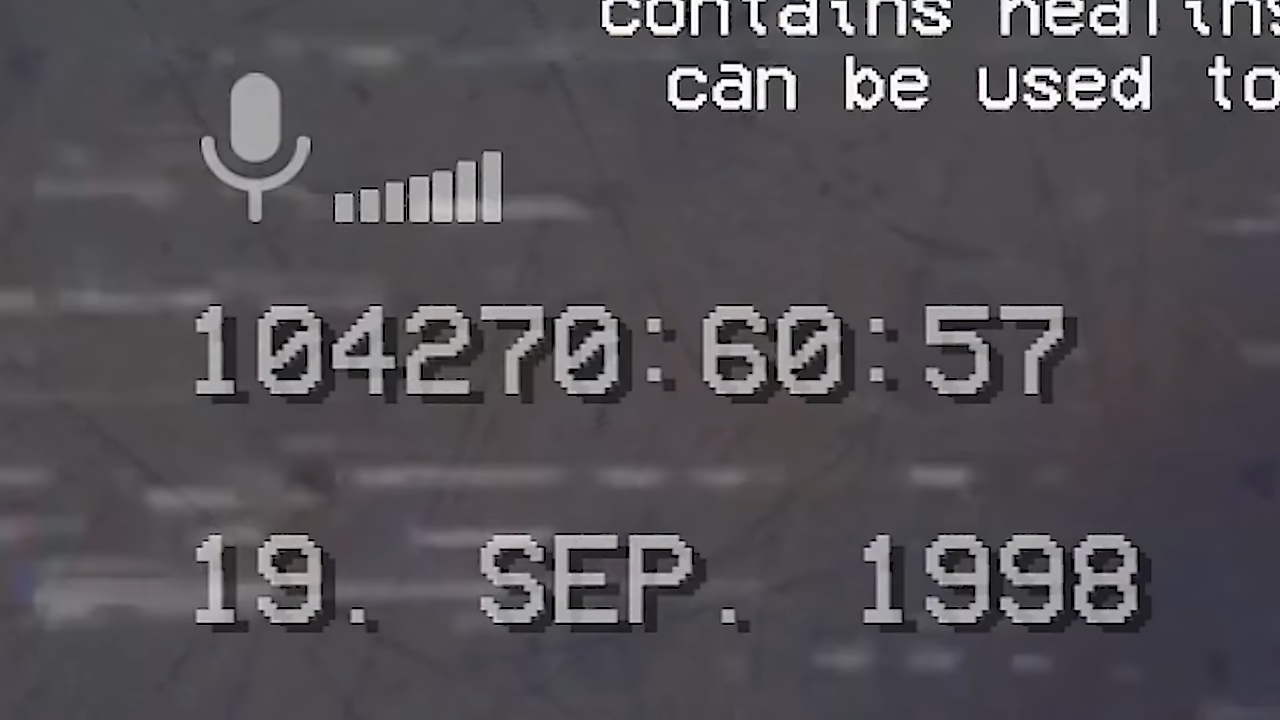 contains
can be used to
104270:60:57
19. SEP. 1998